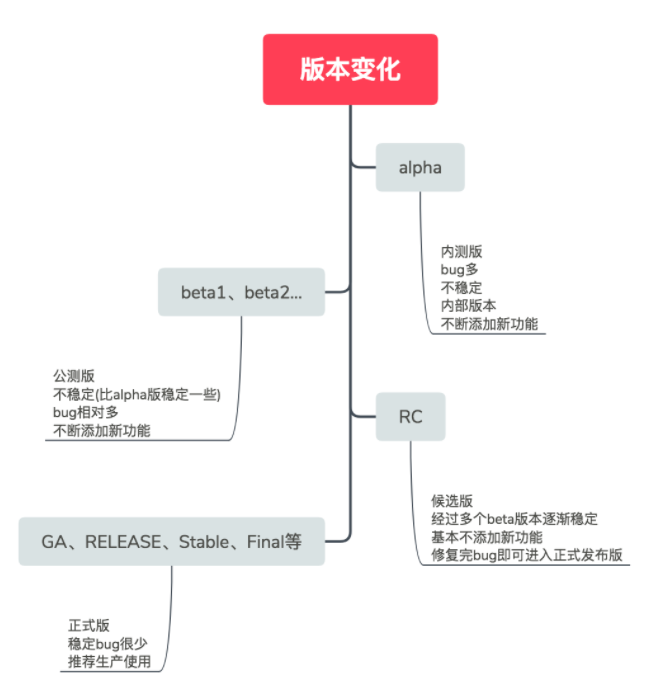 版本变化
alpha
内测版
bug多
不稳定
内部版本
不断添加新功能
beta1、beta2...
公测版
不稳定(比alpha版稳定一些)
bug相对多
不断添加新功能
RC
候选版
经过多个beta版本逐渐稳定
基本不添加新功能
修复完bug即可进入正式发布版
GA、RELEASE、Stable、Final等
正式版
稳定bug很少
推荐生产使用